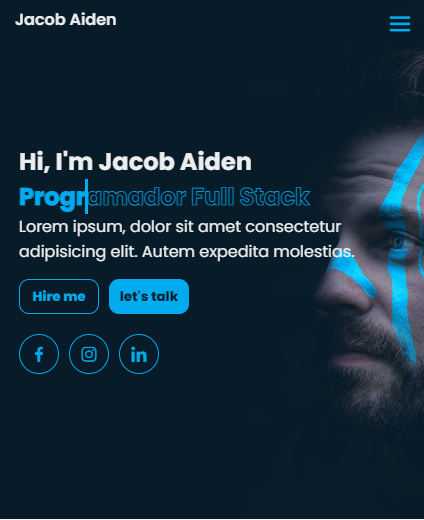 Jacob Aiden
Hi, I'm Jacob Aiden
Programador Full Stack
Lorem ipsum, dolor sit amet consectetur
adipisicing elit. Autem expedita molestias.
Hire me
let's talk